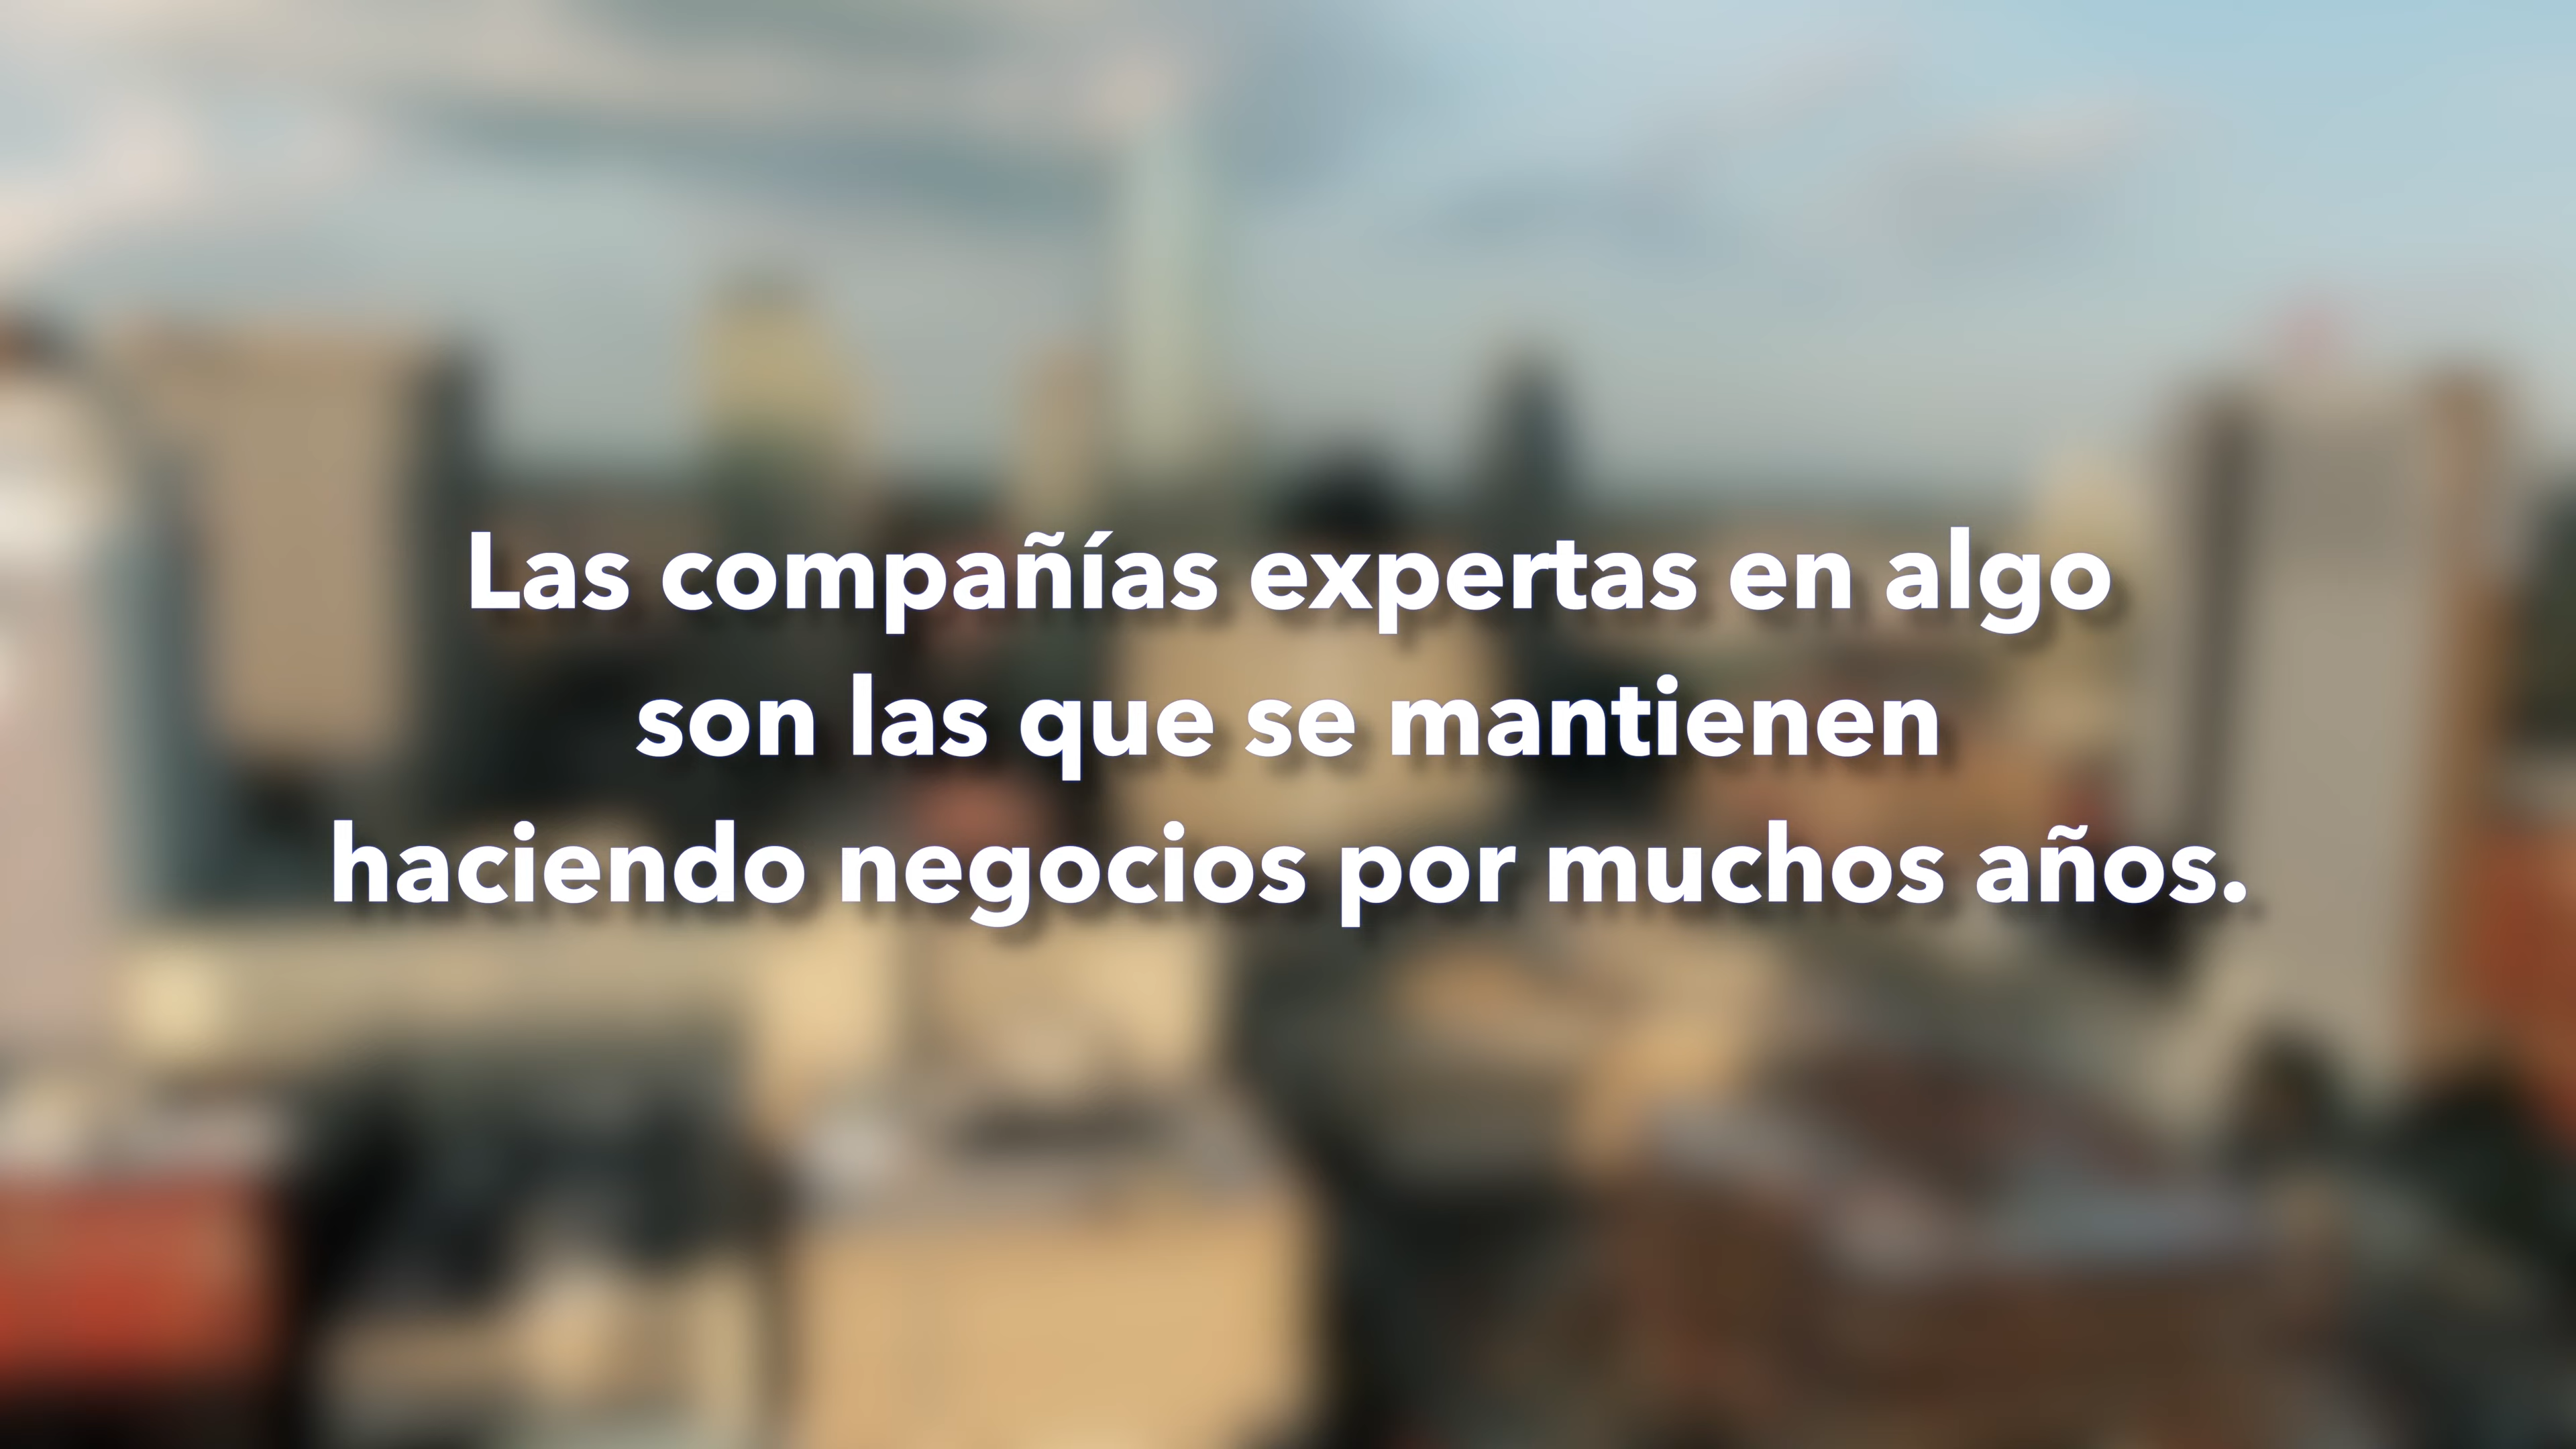 Las compañías expertas en algo
son las que se mantienen
haciendo negocios por muchos años.